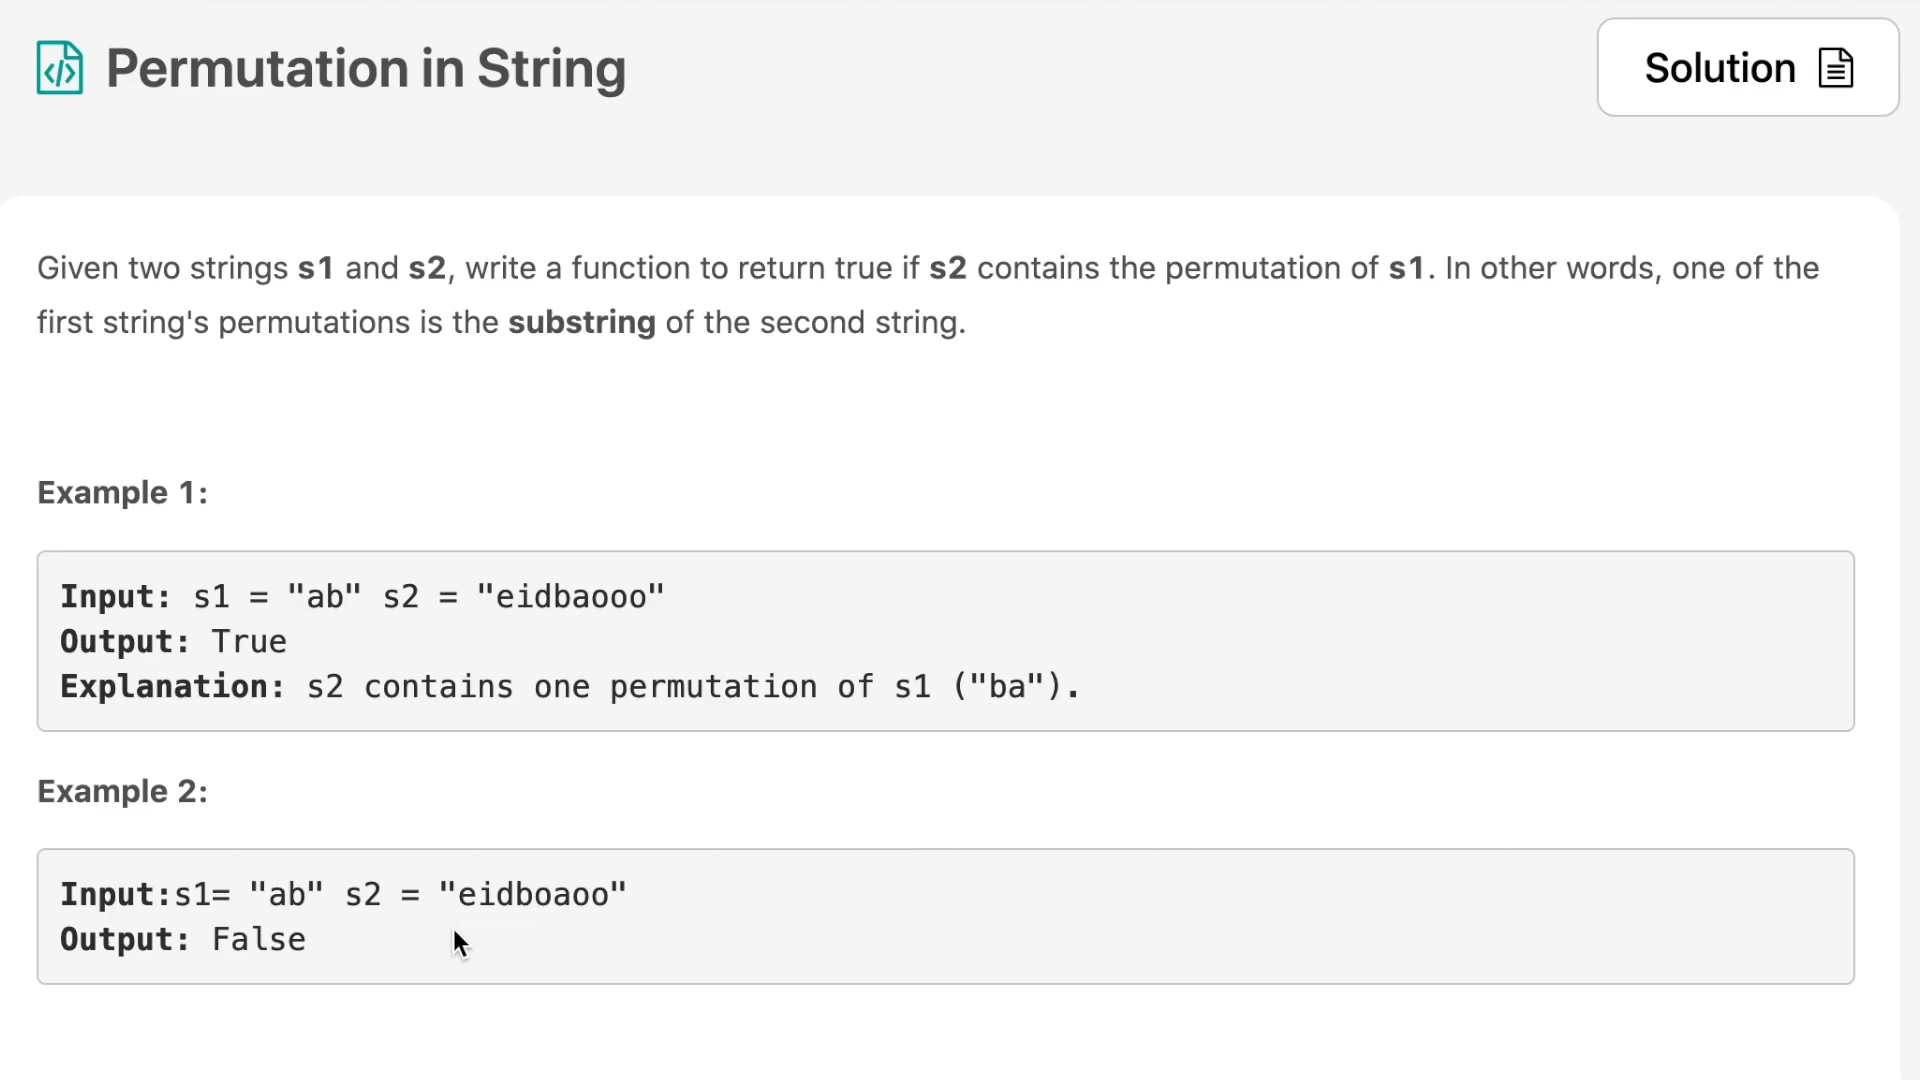 Permutation in String
Solution
Given two strings s1 and s2, write a function to return true if s2 contains the permutation of s1. In other words, one of the
first string's permutations is the substring of the second string.
Example 1:
Input: s1 = "ab" s2 = "eidbaooo"
Output: True
Explanation: s2 contains one permutation of s1 ("ba").
Example 2:
Input:s1= "ab" s2 = "eidboaoo"
Output: False